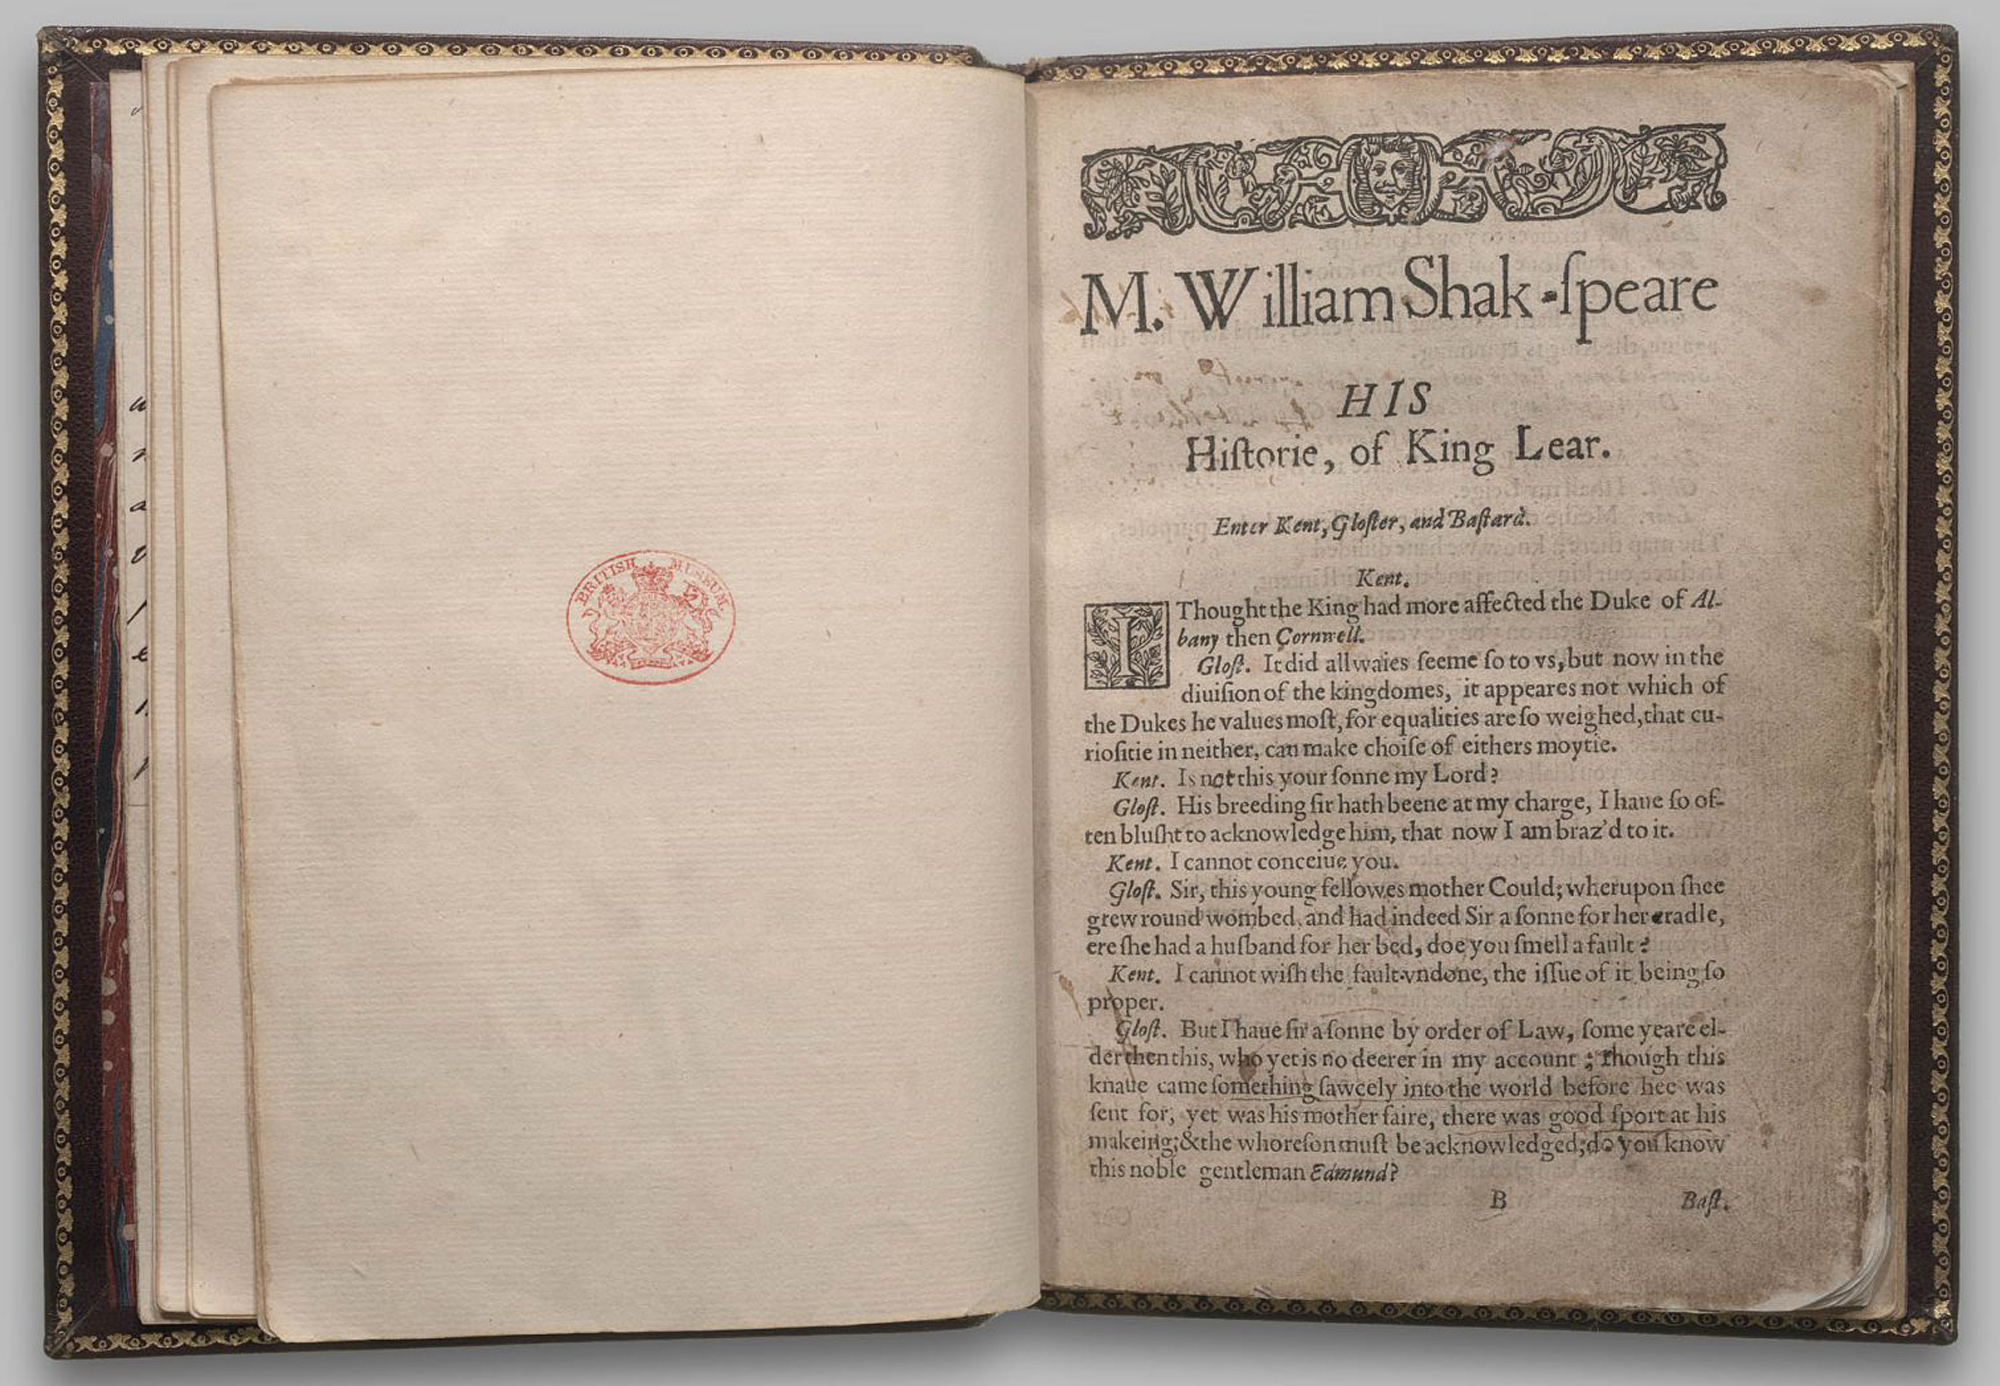 BRITISH MUSEUM
M. William Shak-ſpeare
HIS
Hiſtorie, of King Lear.
Enter Kent, Gloſter, and Baſtard.
Kent.
I Thought the King had more affected the Duke of Al-
bany then Cornwell.
Gloſt. It did allwaies ſeeme ſo to vs, but now in the
diuiſion of the kingdomes, it appeares not which of
the Dukes he values moſt, for equalities are ſo weighed, that cu-
rioſitie in neither, can make choiſe of eithers moytie.
Kent. Is not this your ſonne my Lord?
Gloſt. His breeding ſir hath beene at my charge, I haue ſo of-
ten bluſht to acknowledge him, that now I am braz'd to it.
Kent. I cannot conceiue you.
Gloſt. Sir, this young fellowes mother Could; wherupon ſhee
grew round wombed, and had indeed Sir a ſonne for her cradle,
ere ſhe had a huſband for her bed, doe you ſmell a fault?
Kent. I cannot wiſh the fault vndone, the iſſue of it being ſo
proper.
Gloſt. But I haue ſir a ſonne by order of Law, ſome yeare el-
der then this, who yet is no deerer in my account; though this
knaue came ſomething ſawcely into the world before hee was
ſent for, yet was his mother faire, there was good ſport at his
makeing; & the whoreſon muſt be acknowledged; do you know
this noble gentleman Edmund?
B Baſt.